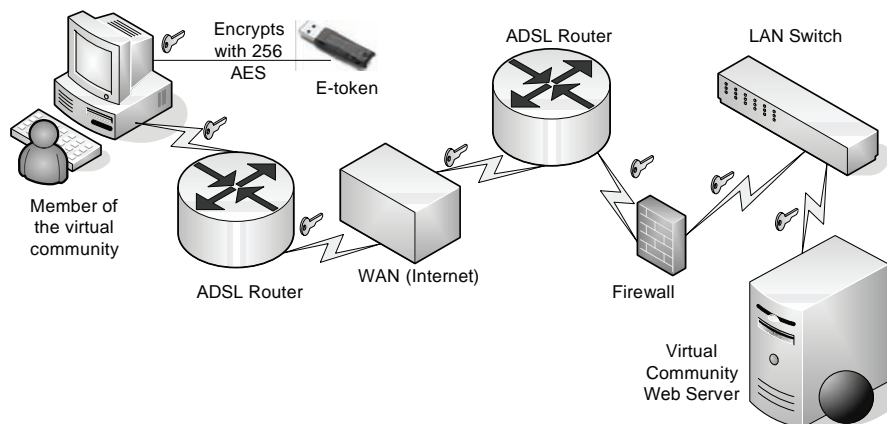 Encrypts
with 256
AES
E-token
ADSL Router
LAN Switch
Member of
the virtual
community
ADSL Router
WAN (Internet)
Firewall
Virtual
Community
Web Server